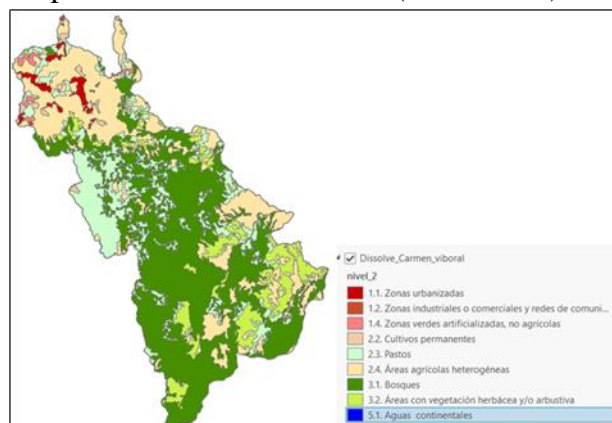 Dissolve_Carmen_viboral
nivel_2
1.1. Zonas urbanizadas
1.2. Zonas industriales o comerciales y redes de comuni...
1.4. Zonas verdes artificializadas, no agrícolas
2.2. Cultivos permanentes
2.3. Pastos
2.4. Áreas agrícolas heterogéneas
3.1. Bosques
3.2. Áreas con vegetación herbácea y/o arbustiva
5.1. Aguas continentales